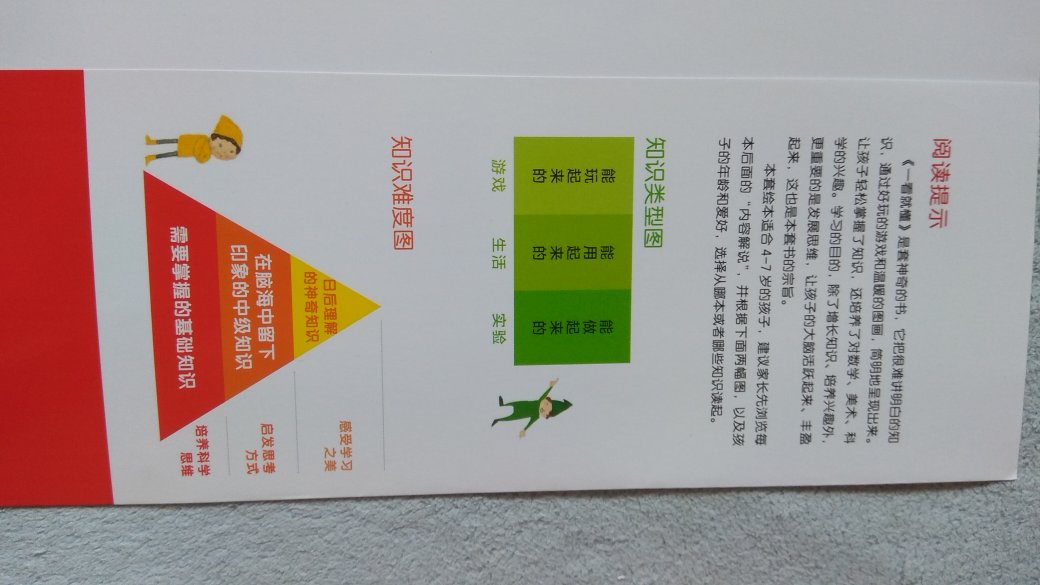 阅读提示
《一看就懂》是套神奇的书，它把很难讲明白的知
识，通过好玩的游戏和温暖的图画，简明地呈现出来。
让孩子轻松掌握了知识，还培养了对数学、美术、科
学的兴趣。学习的目的，除了增长知识、培养兴趣外，
更重要的是发展思维，让孩子的大脑活跃起来、丰盈
起来，这也是本套书的宗旨。
本套绘本适合 4-7 岁的孩子，建议家长先浏览每
本后面的“内容解说”，并根据下面两幅图，以及孩
子的年龄和爱好，选择从哪本或者哪些知识读起。
知识类型图
能玩起来的
能用起来的
能做起来的
游戏
生活
实验
知识难度图
日后理解
的神奇知识
感受学习
之美
在脑海中留下
印象的中级知识
启发思考
方式
需要掌握的基础知识
培养科学
思维